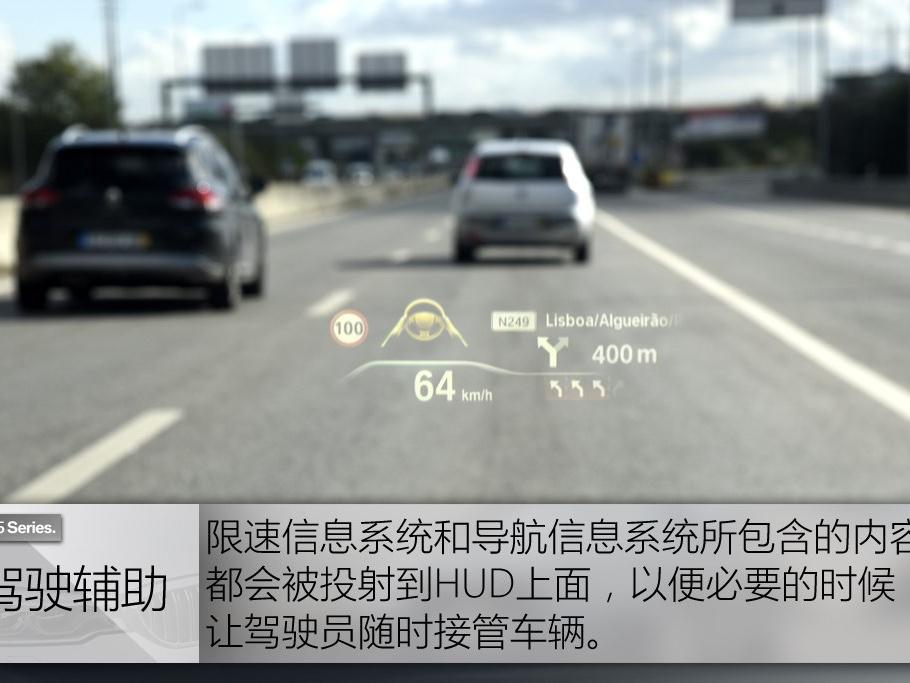 100
N249
Lisboa/Algueirão/
400 m
64 km/h
5 Series.
驾驶辅助
限速信息系统和导航信息系统所包含的内容
都会被投射到HUD上面，以便必要的时候
让驾驶员随时接管车辆。